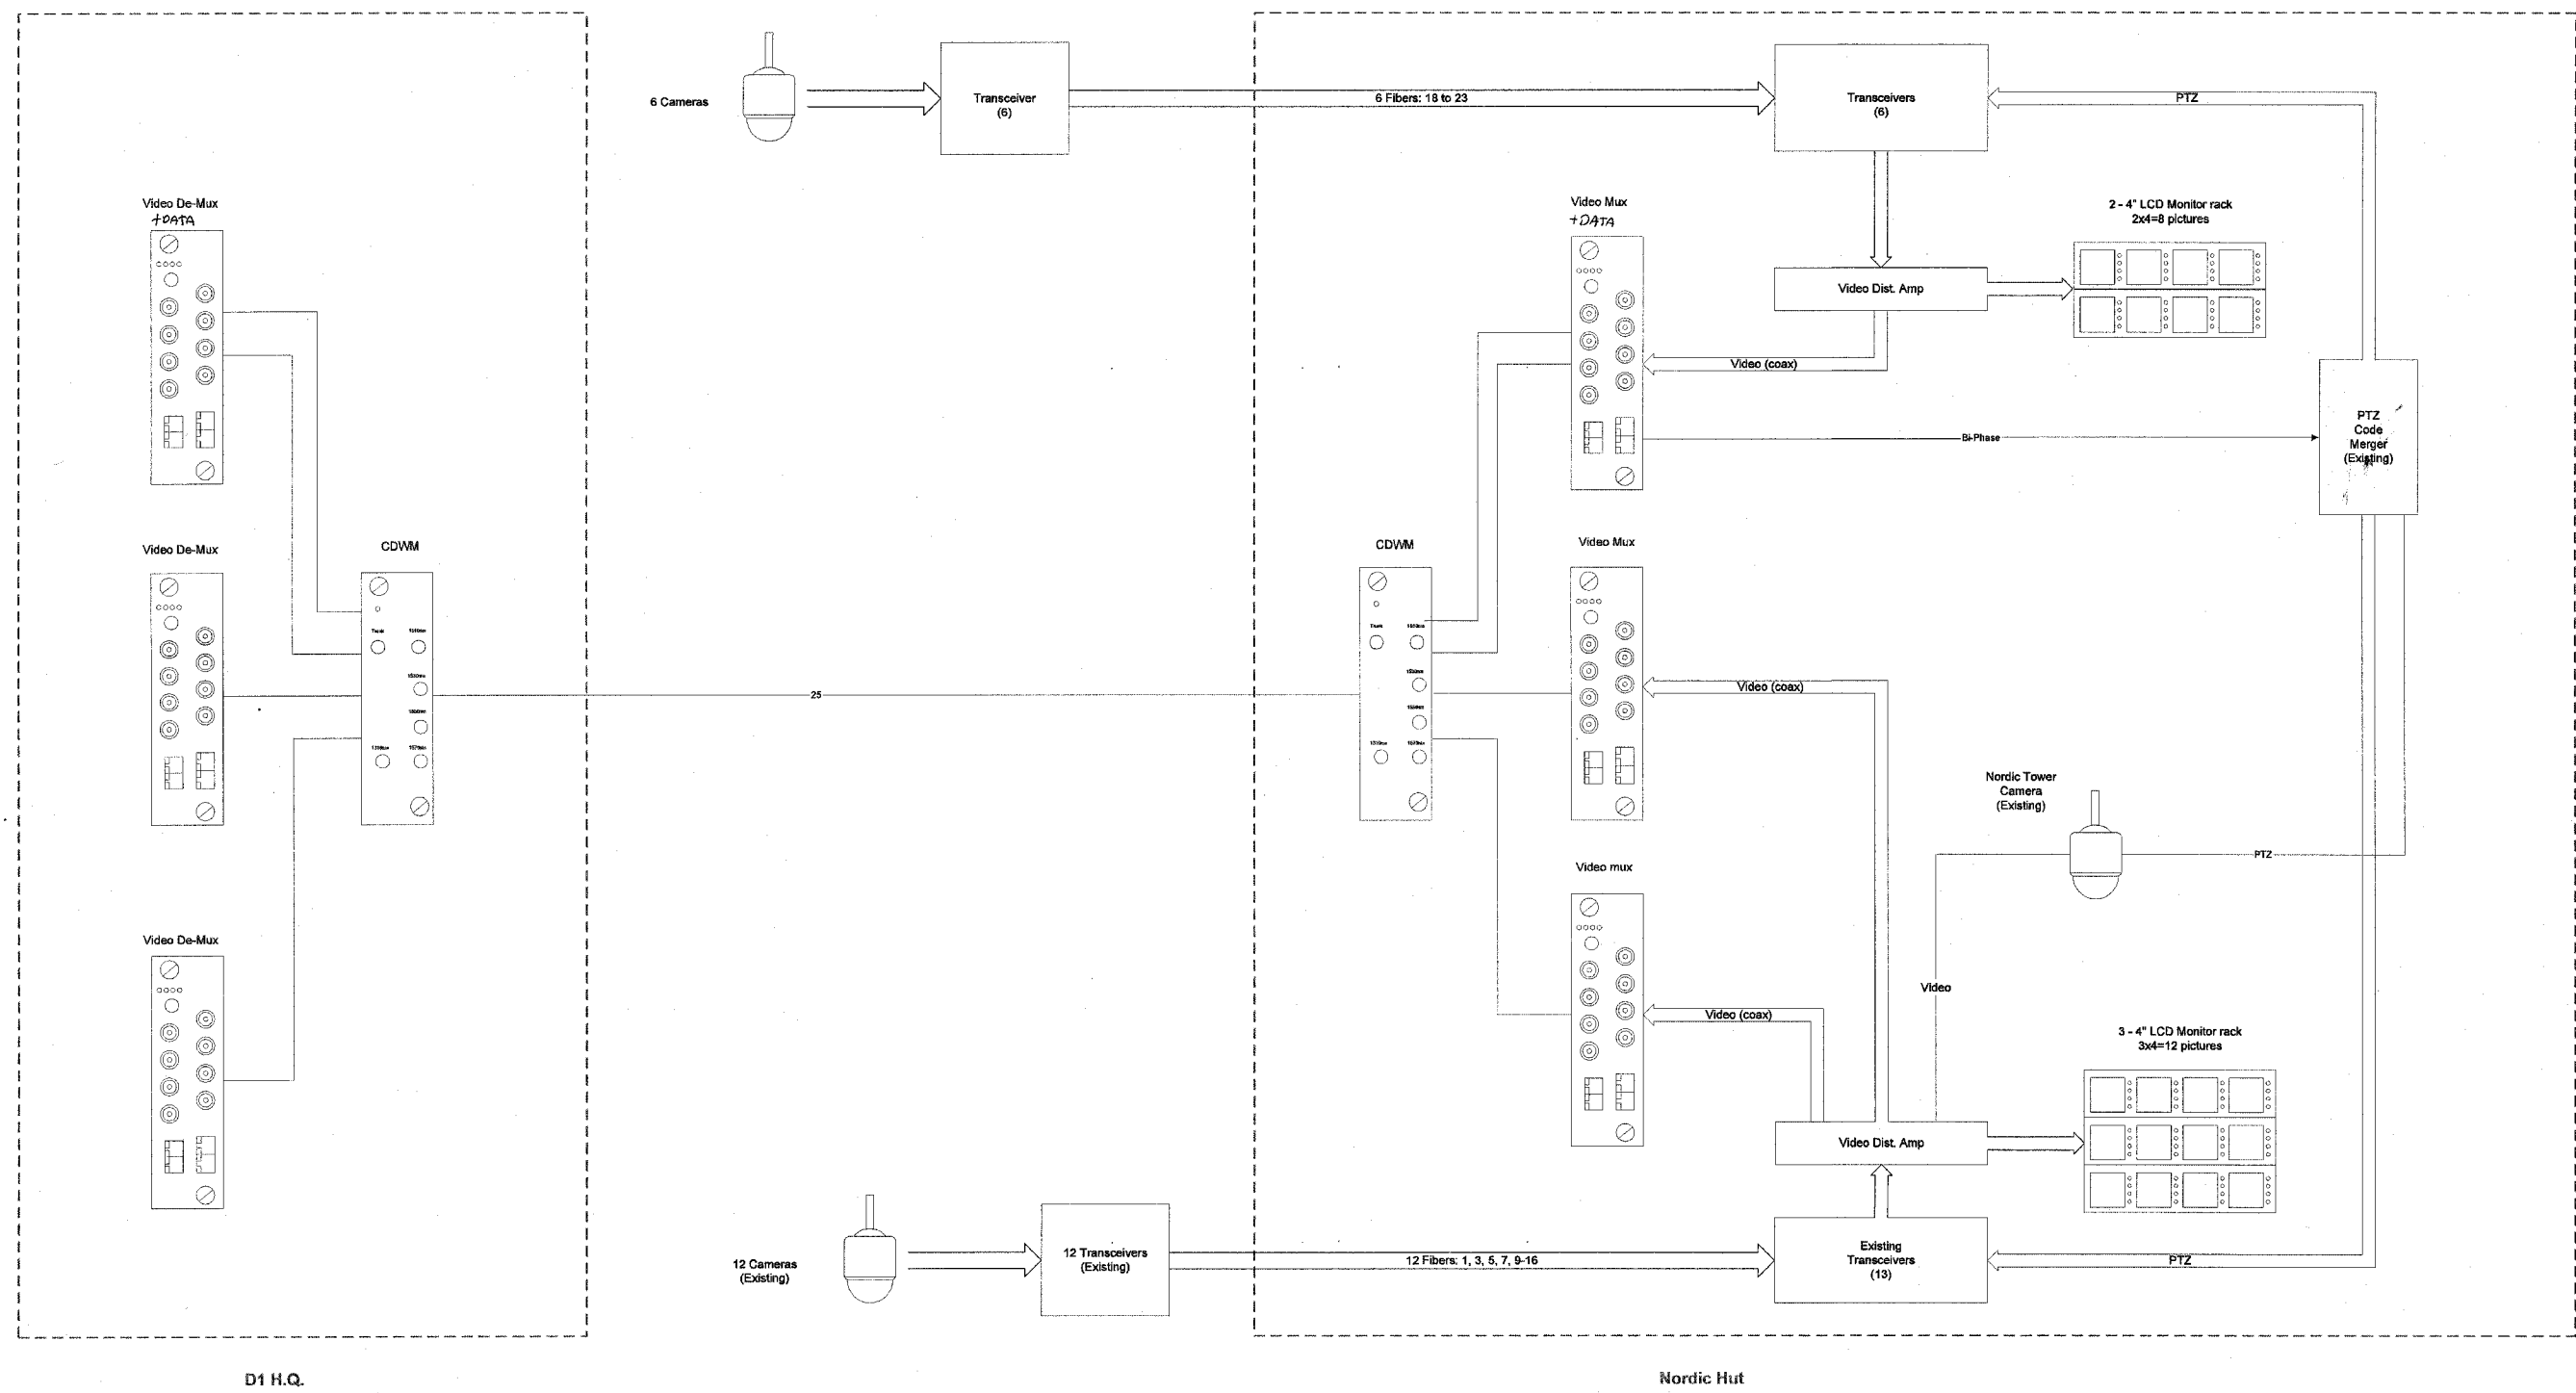 6 Cameras
Transceiver
(6)
6 Fibers: 18 to 23
Transceivers
(6)
PTZ
Video De-Mux
+DATA
Video Mux
+DATA
2 - 4" LCD Monitor rack
2x4=8 pictures
Video Dist. Amp
Video (coax)
Bi-Phase
PTZ
Code
Merger
(Existing)
Video De-Mux
CDWM
Trunk
25
CDWM
Trunk
Video Mux
Video (coax)
Nordic Tower
Camera
(Existing)
PTZ
Video mux
Video De-Mux
Video
Video (coax)
3 - 4" LCD Monitor rack
3x4=12 pictures
Video Dist. Amp
12 Cameras
(Existing)
12 Transceivers
(Existing)
12 Fibers: 1, 3, 5, 7, 9-16
Existing
Transceivers
(13)
PTZ
D1 H.Q.
Nordic Hut